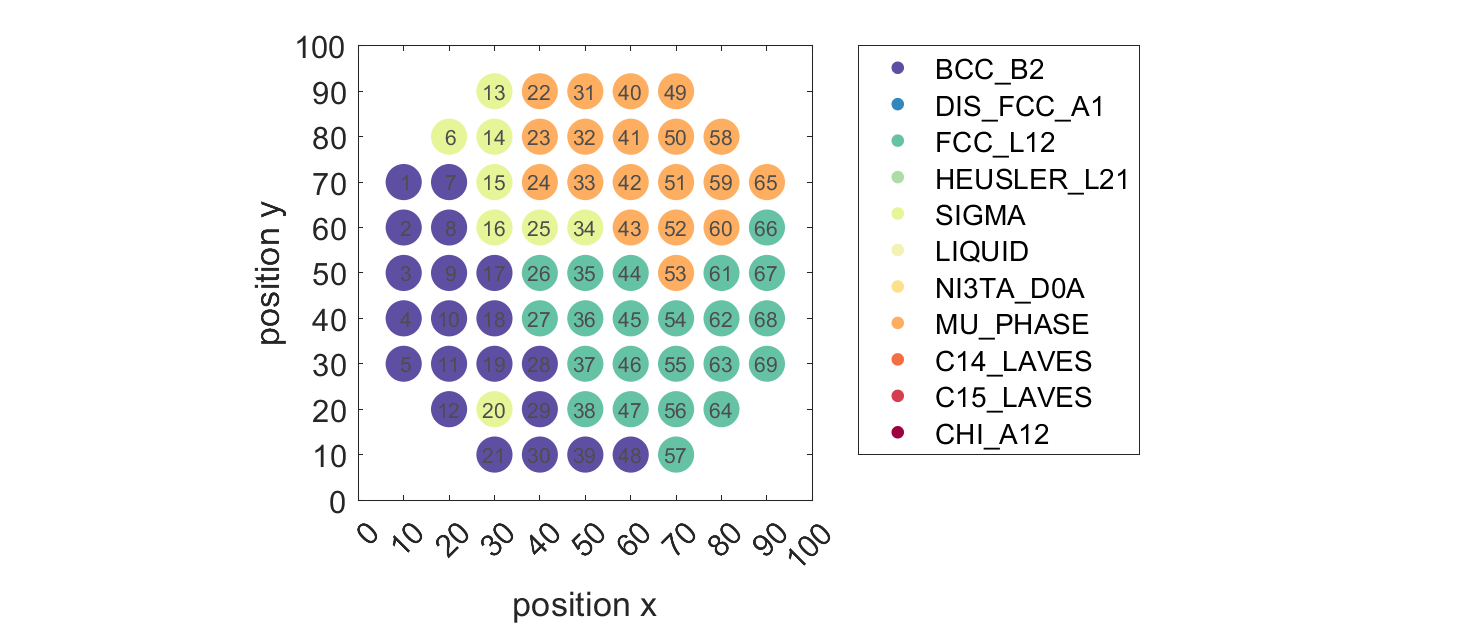 100
90
80
70
60
50
40
30
20
10
0
13 22 31 40 49
6 14 23 32 41 50 58
1 7 15 24 33 42 51 59 65
2 8 16 25 34 43 52 60 66
3 9 17 26 35 44 53 61 67
4 10 18 27 36 45 54 62 68
5 11 19 28 37 46 55 63 69
12 20 29 38 47 56 64
21 30 39 48 57
0 10 20 30 40 50 60 70 80 90 100
position x
position y
BCC_B2
DIS_FCC_A1
FCC_L12
HEUSLER_L21
SIGMA
LIQUID
NI3TA_D0A
MU_PHASE
C14_LAVES
C15_LAVES
CHI_A12